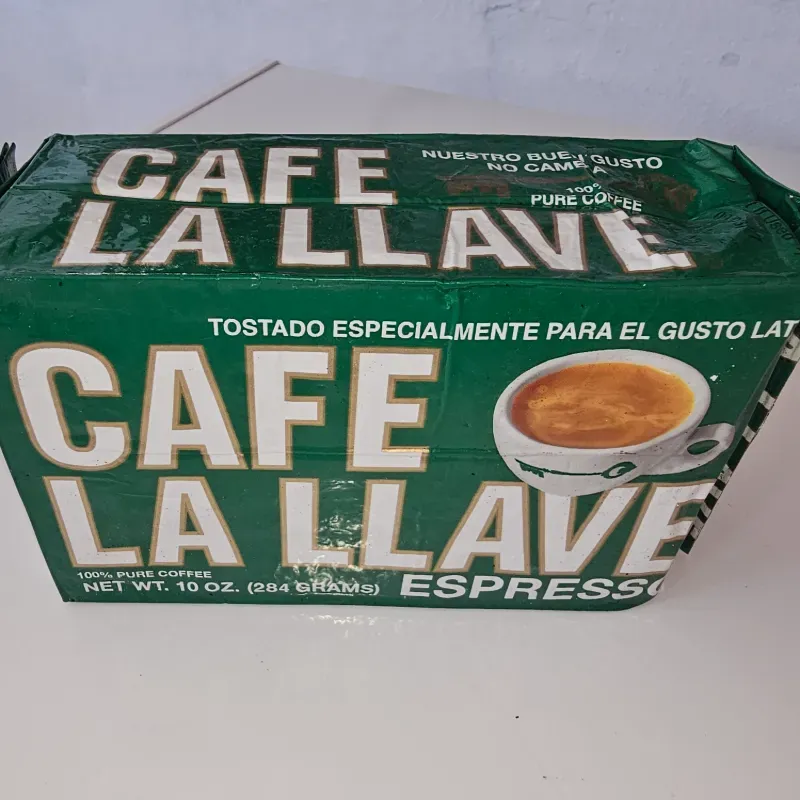 CAFE
LA LLAVE
NUESTRO BUEN GUSTO
NO CAMBIA
100%
PURE COFFEE
TOSTADO ESPECIALMENTE PARA EL GUSTO LAT
CAFE
LA LLAVE
100% PURE COFFEE
NET WT. 10 OZ. (284 GRAMS)
ESPRESSO